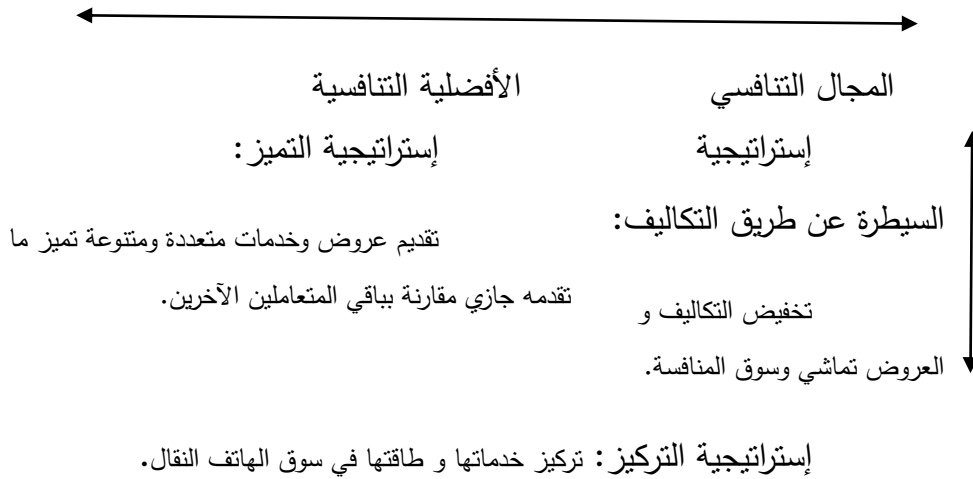 المجال التنافسي الأفضلية التنافسية
إستراتيجية إستراتيجية التميز:
السيطرة عن طريق التكاليف:
تقديم عروض وخدمات متعددة ومتنوعة تميز ما
تقدمه جازي مقارنة بباقي المتعاملين الآخرين.
تخفيض التكاليف و
العروض تماشي وسوق المنافسة.
إستراتيجية التركيز: تركيز خدماتها و طاقتها في سوق الهاتف النقال.